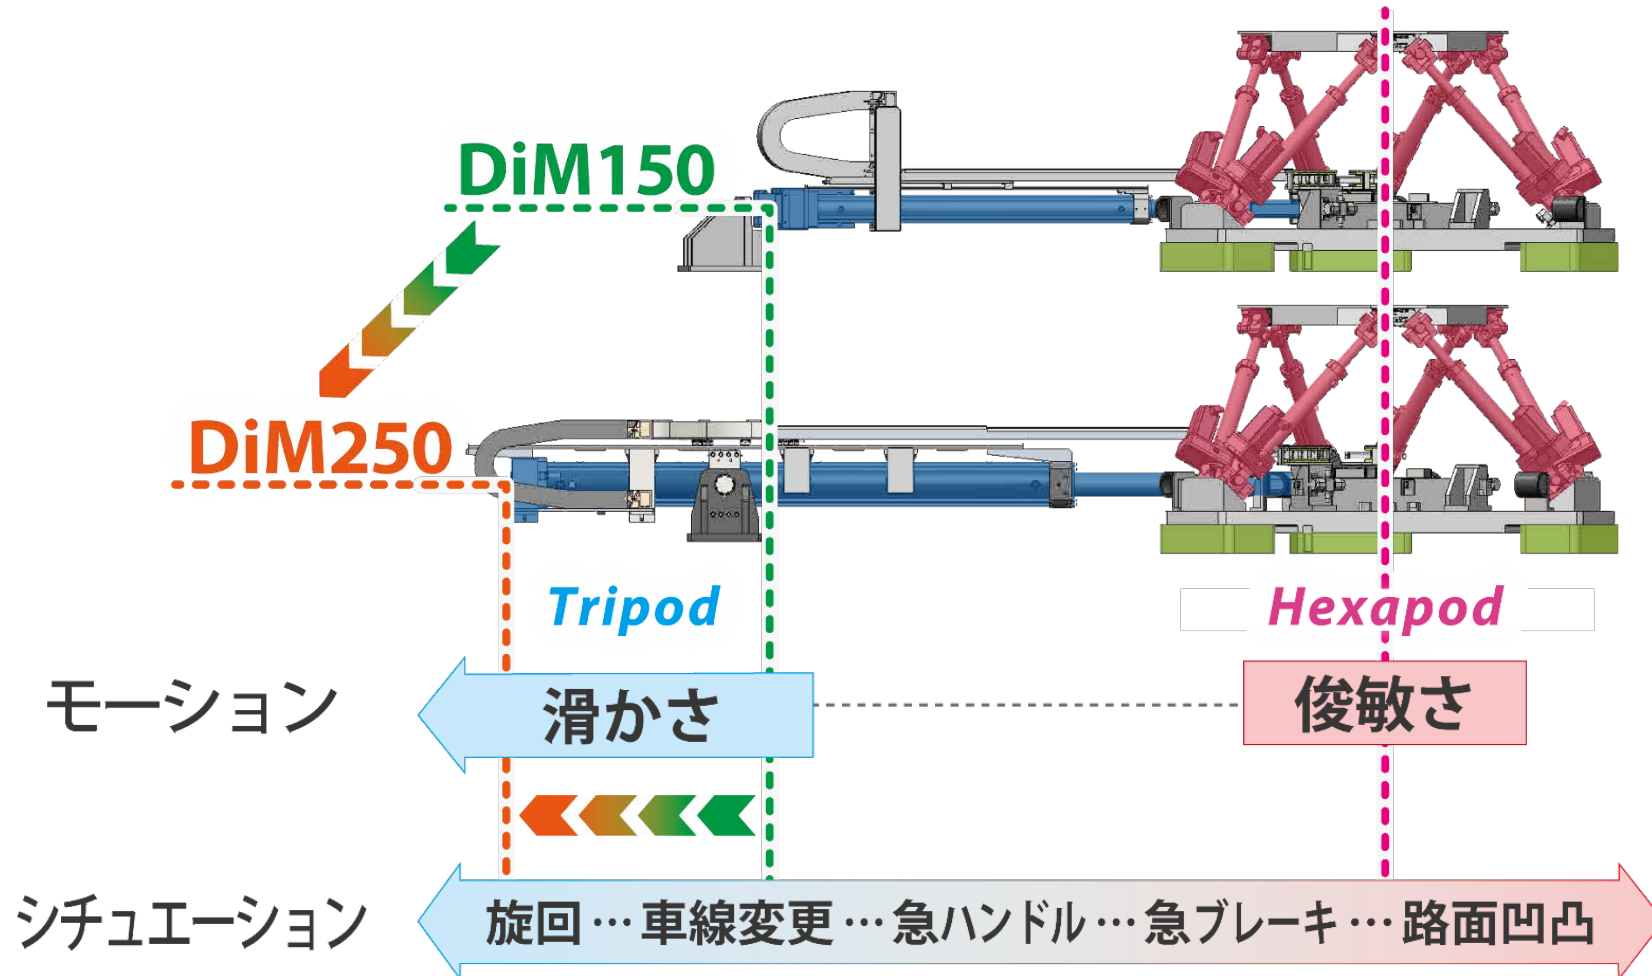 DiM150
DiM250
Tripod
Hexapod
モーション
滑かさ
俊敏さ
シチュエーション
旋回…車線変更…急ハンドル…急ブレーキ…路面凹凸